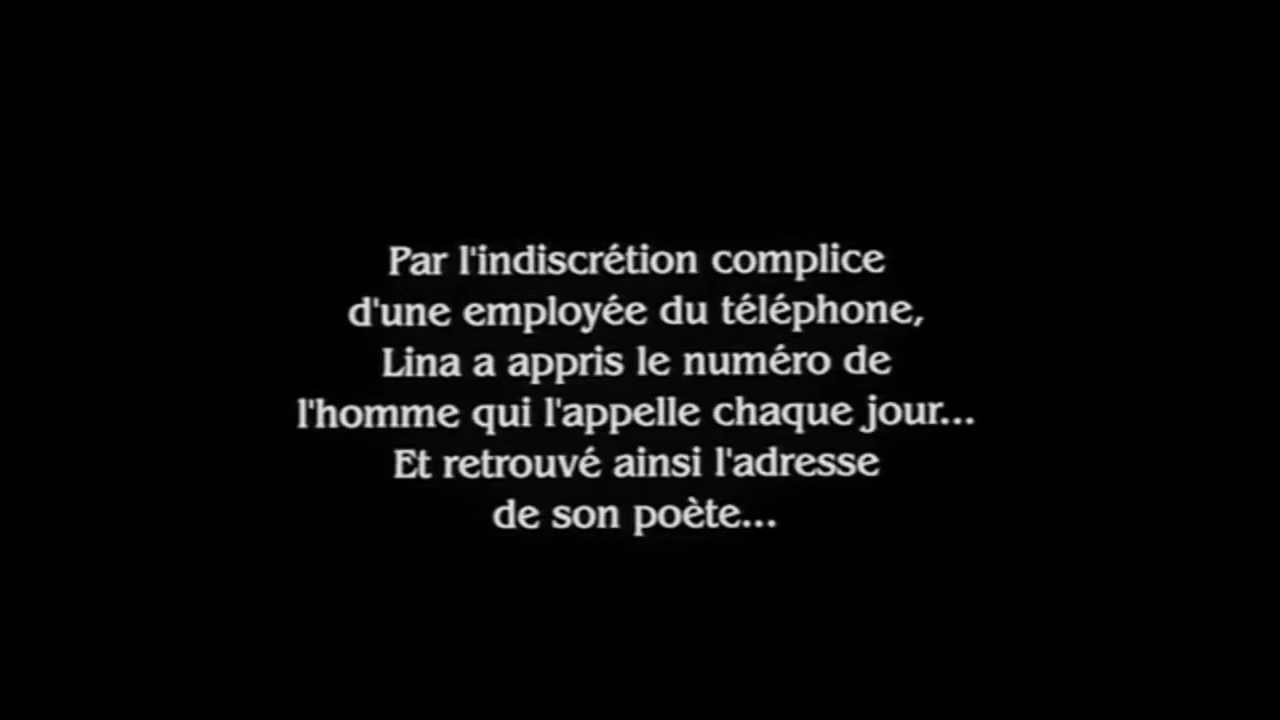 Par l'indiscrétion complice
d'une employée du téléphone,
Lina a appris le numéro de
l'homme qui l'appelle chaque jour...
Et retrouvé ainsi l'adresse
de son poète...